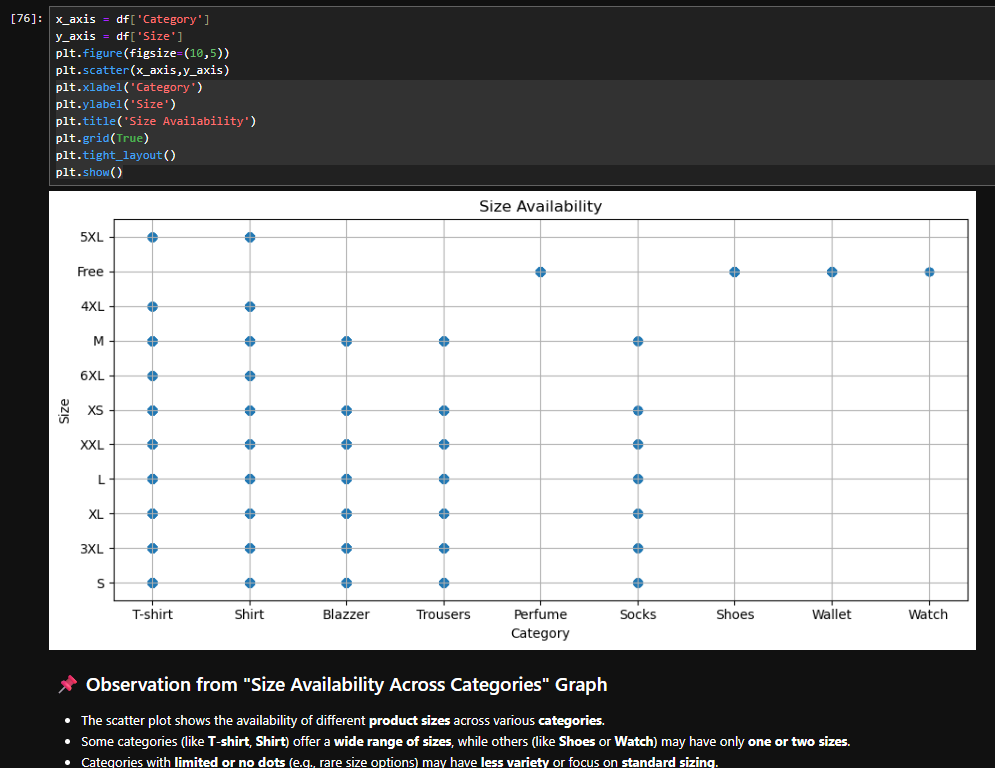 [76]: x_axis = df['Category']
y_axis = df['Size']
plt.figure(figsize=(10,5))
plt.scatter(x_axis,y_axis)
plt.xlabel('Category')
plt.ylabel('Size')
plt.title('Size Availability')
plt.grid(True)
plt.tight_layout()
plt.show()
Size Availability
5XL
Free
4XL
M
6XL
XS
XXL
L
XL
3XL
S
Size
T-shirt Shirt Blazzer Trousers Perfume Socks Shoes Wallet Watch
Category
📌 Observation from "Size Availability Across Categories" Graph
• The scatter plot shows the availability of different product sizes across various categories.
• Some categories (like T-shirt, Shirt) offer a wide range of sizes, while others (like Shoes or Watch) may have only one or two sizes.
• Categories with limited or no dots (e.g., rare size options) may have less variety or focus on standard sizing.